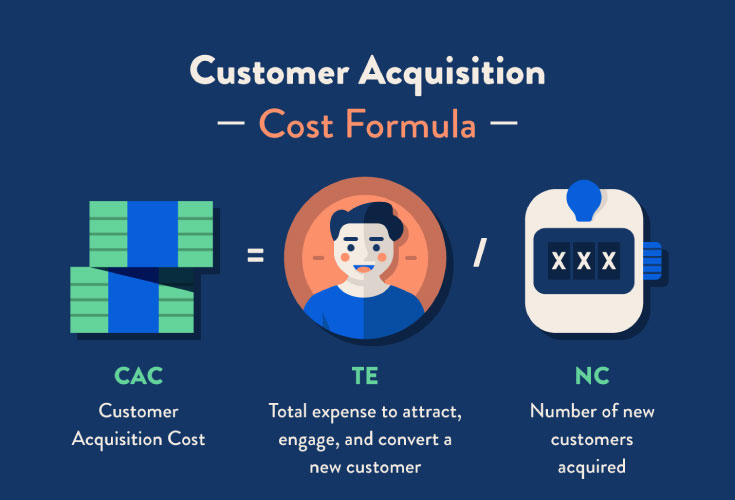 Customer Acquisition
— Cost Formula —
= /
XXX
CAC
Customer
Acquisition Cost
TE
Total expense to attract,
engage, and convert a
new customer
NC
Number of new
customers
acquired